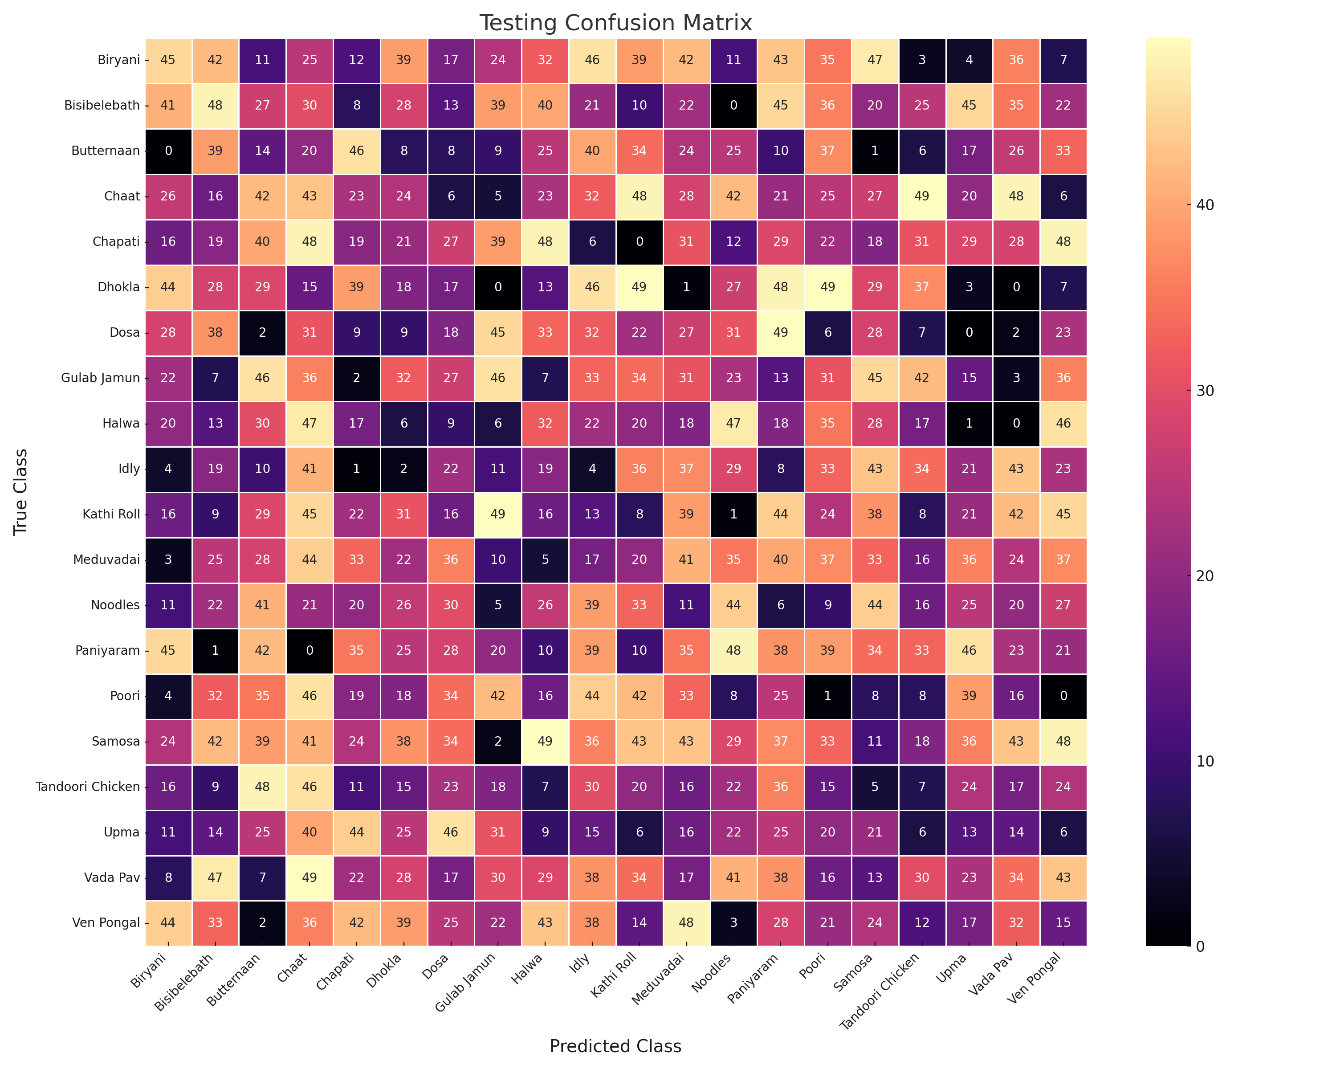 Testing Confusion Matrix
Biryani 45 42 11 25 12 39 17 24 32 46 39 42 11 43 35 47 3 4 36 7
Bisibelebath 41 48 27 30 8 28 13 39 40 21 10 22 0 45 36 20 25 45 35 22
Butternaan 0 39 14 20 46 8 8 9 25 40 34 24 25 10 37 1 6 17 26 33
Chaat 26 16 42 43 23 24 6 5 23 32 48 28 42 21 25 27 49 20 48 6
Chapati 16 19 40 48 19 21 27 39 48 6 0 31 12 29 22 18 31 29 28 48
Dhokla 44 28 29 15 39 18 17 0 13 46 49 1 27 48 49 29 37 3 0 7
Dosa 28 38 2 31 9 9 18 45 33 32 22 27 31 49 6 28 7 0 2 23
Gulab Jamun 22 7 46 36 2 32 27 46 7 33 34 31 23 13 31 45 42 15 3 36
Halwa 20 13 30 47 17 6 9 6 32 22 20 18 47 18 35 28 17 1 0 46
Idly 4 19 10 41 1 2 22 11 19 4 36 37 29 8 33 43 34 21 43 23
Kathi Roll 16 9 29 45 22 31 16 49 16 13 8 39 1 44 24 38 8 21 42 45
Meduvadai 3 25 28 44 33 22 36 10 5 17 20 41 35 40 37 33 16 36 24 37
Noodles 11 22 41 21 20 26 30 5 26 39 33 11 44 6 9 44 16 25 20 27
Paniyaram 45 1 42 0 35 25 28 20 10 39 10 35 48 38 39 34 33 46 23 21
Poori 4 32 35 46 19 18 34 42 16 44 42 33 8 25 1 8 8 39 16 0
Samosa 24 42 39 41 24 38 34 2 49 36 43 43 29 37 33 11 18 36 43 48
Tandoori Chicken 16 9 48 46 11 15 23 18 7 30 20 16 22 36 15 5 7 24 17 24
Upma 11 14 25 40 44 25 46 31 9 15 6 16 22 25 20 21 6 13 14 6
Vada Pav 8 47 7 49 22 28 17 30 29 38 34 17 41 38 16 13 30 23 34 43
Ven Pongal 44 33 2 36 42 39 25 22 43 38 14 48 3 28 21 24 12 17 32 15
Biryani Bisibelebath Butternaan Chaat Chapati Dhokla Dosa Gulab Jamun Halwa Idly Kathi Roll Meduvadai Noodles Paniyaram Poori Samosa Tandoori Chicken Upma Vada Pav Ven Pongal
Predicted Class
True Class
40
30
20
10
0